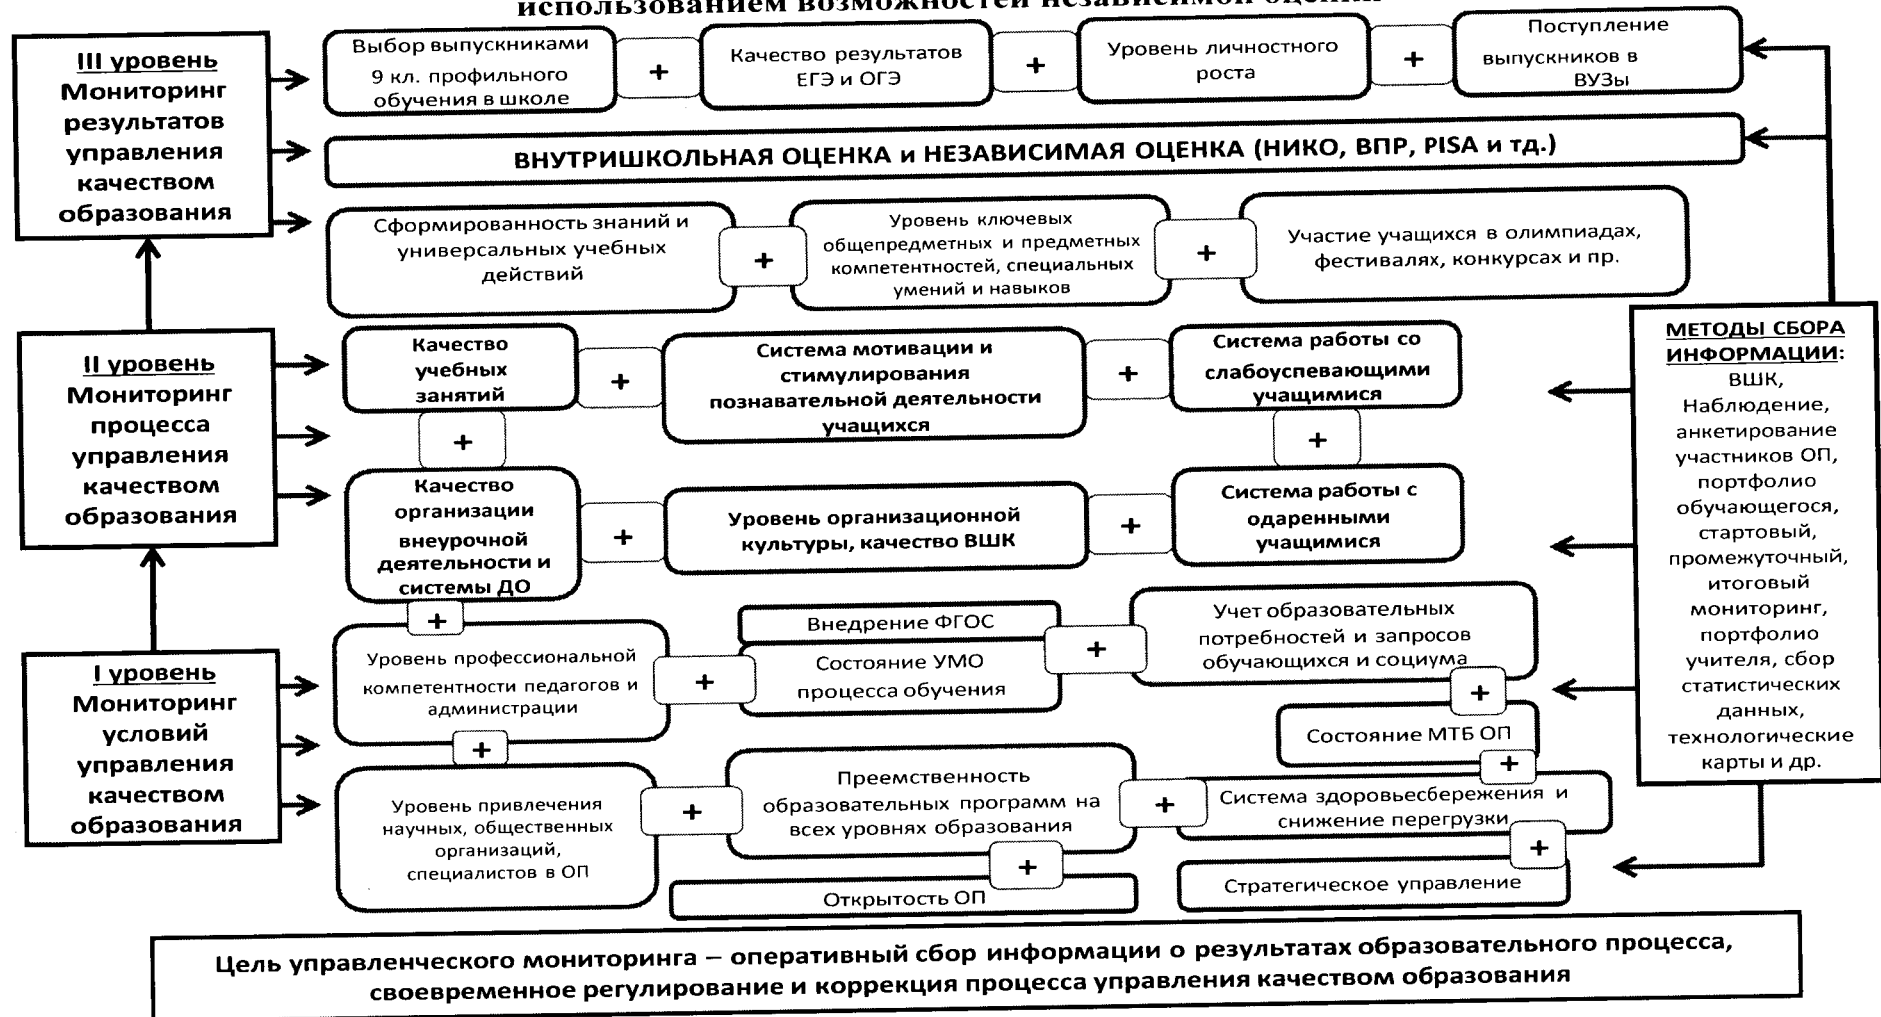 использованием возможностей независимой оценки
III уровень
Мониторинг
результатов
управления
качеством
образования
Выбор выпускниками
9 кл. профильного
обучения в школе
+
Качество результатов
ЕГЭ и ОГЭ
+
Уровень личностного
роста
+
Поступление
выпускников в
ВУЗы
ВНУТРИШКОЛЬНАЯ ОЦЕНКА и НЕЗАВИСИМАЯ ОЦЕНКА (НИКО, ВПР, PISA и тд.)
Сформированность знаний и
универсальных учебных
действий
+
Уровень ключевых
общепредметных и предметных
компетентностей, специальных
умений и навыков
+
Участие учащихся в олимпиадах,
фестивалях, конкурсах и пр.
II уровень
Мониторинг
процесса
управления
качеством
образования
Качество
учебных
занятий
+
Система мотивации и
стимулирования
познавательной деятельности
учащихся
+
Система работы со
слабоуспевающими
учащимися
+
+
Качество
организации
внеурочной
деятельности и
системы ДО
+
Уровень организационной
культуры, качество ВШК
+
Система работы с
одаренными
учащимися
+
I уровень
Мониторинг
условий
управления
качеством
образования
Уровень профессиональной
компетентности педагогов и
администрации
+
Внедрение ФГОС
Состояние УМО
процесса обучения
+
Учет образовательных
потребностей и запросов
обучающихся и социума
+
Состояние МТБ ОП
+
+
Уровень привлечения
научных, общественных
организаций,
специалистов в ОП
+
Преемственность
образовательных программ на
всех уровнях образования
+
Система здоровьесбережения и
снижение перегрузки
+
+
Открытость ОП
Стратегическое управление
МЕТОДЫ СБОРА
ИНФОРМАЦИИ:
ВШК,
Наблюдение,
анкетирование
участников ОП,
портфолио
обучающегося,
стартовый,
промежуточный,
итоговый
мониторинг,
портфолио
учителя, сбор
статистических
данных,
технологические
карты и др.
Цель управленческого мониторинга – оперативный сбор информации о результатах образовательного процесса,
своевременное регулирование и коррекция процесса управления качеством образования